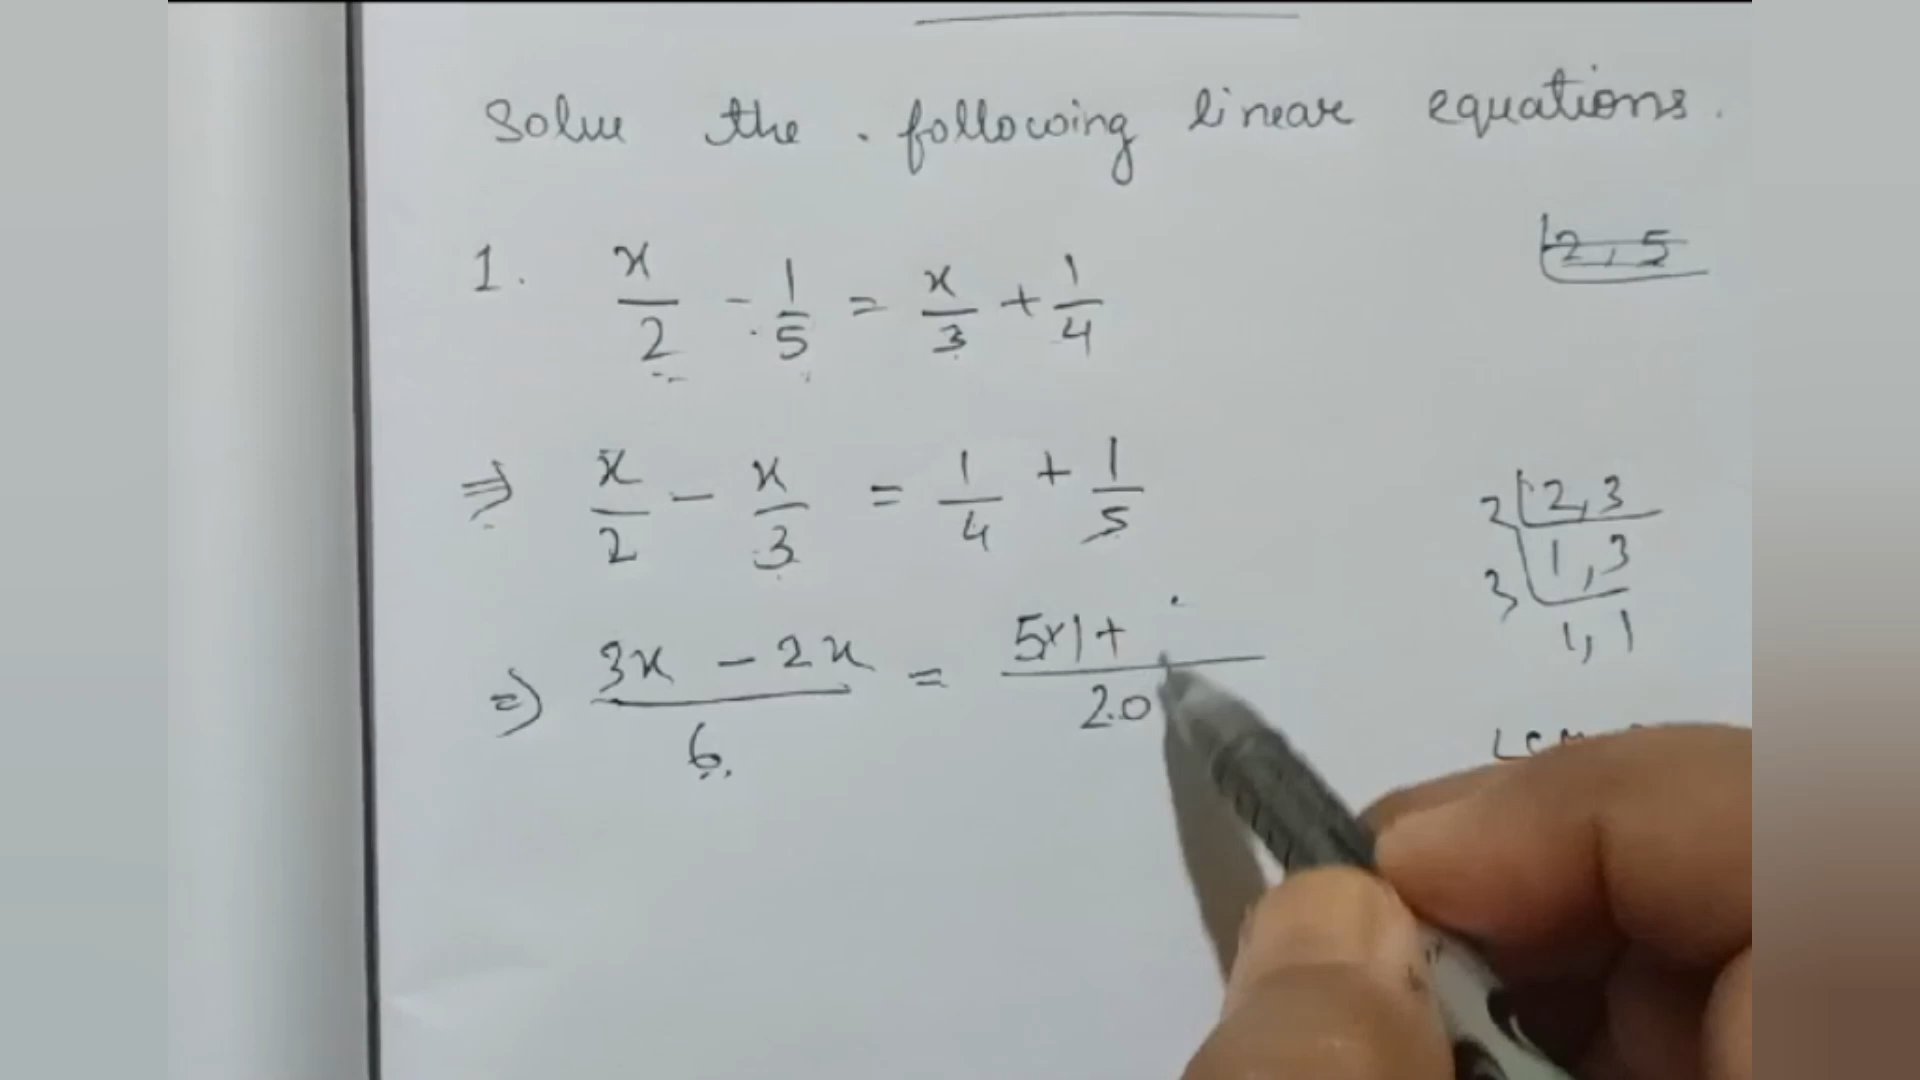 Solve the following linear equations.
1. x/2 - 1/5 = x/3 + 1/4
2, 5
⇒ x/2 - x/3 = 1/4 + 1/5
2 | 2, 3
3 | 1, 3
1, 1
⇒ (3x - 2x)/6 = (5×1+)/20